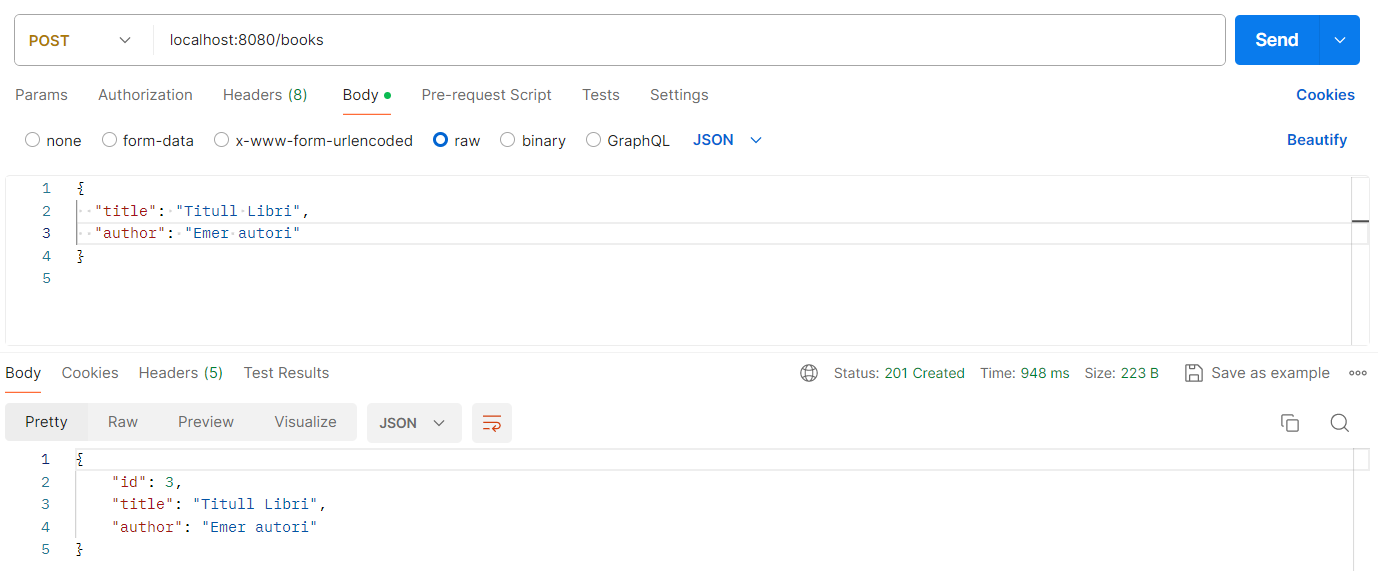 POST localhost:8080/books Send
Params Authorization Headers (8) Body Pre-request Script Tests Settings Cookies
none form-data x-www-form-urlencoded raw binary GraphQL JSON Beautify
1 {
2 "title": "Titull Libri",
3 "author": "Emer autori"
4 }
5
Body Cookies Headers (5) Test Results Status: 201 Created Time: 948 ms Size: 223 B Save as example
Pretty Raw Preview Visualize JSON
1 {
2 "id": 3,
3 "title": "Titull Libri",
4 "author": "Emer autori"
5 }